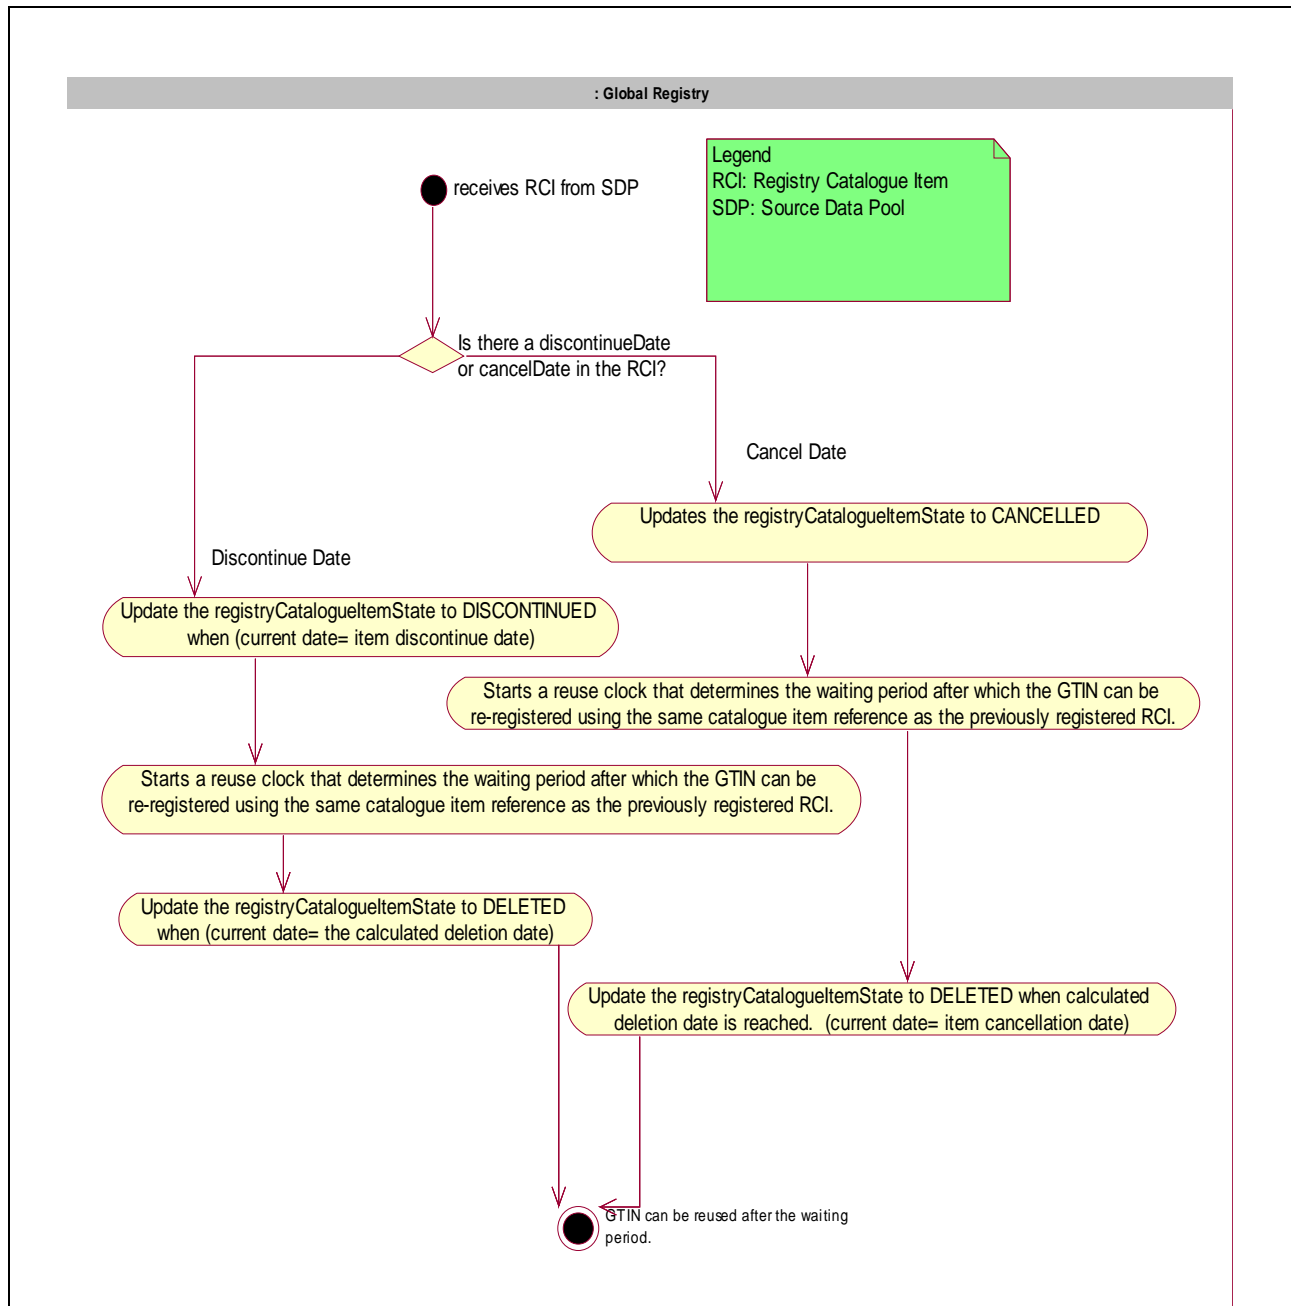 : Global Registry
Legend
RCI: Registry Catalogue Item
SDP: Source Data Pool
receives RCI from SDP
Is there a discontinueDate
or cancelDate in the RCI?
Cancel Date
Updates the registryCatalogueItemState to CANCELLED
Discontinue Date
Update the registryCatalogueItemState to DISCONTINUED
when (current date= item discontinue date)
Starts a reuse clock that determines the waiting period after which the GTIN can be
re-registered using the same catalogue item reference as the previously registered RCI.
Starts a reuse clock that determines the waiting period after which the GTIN can be
re-registered using the same catalogue item reference as the previously registered RCI.
Update the registryCatalogueItemState to DELETED
when (current date= the calculated deletion date)
Update the registryCatalogueItemState to DELETED when calculated
deletion date is reached.  (current date= item cancellation date)
GTIN can be reused after the waiting
period.